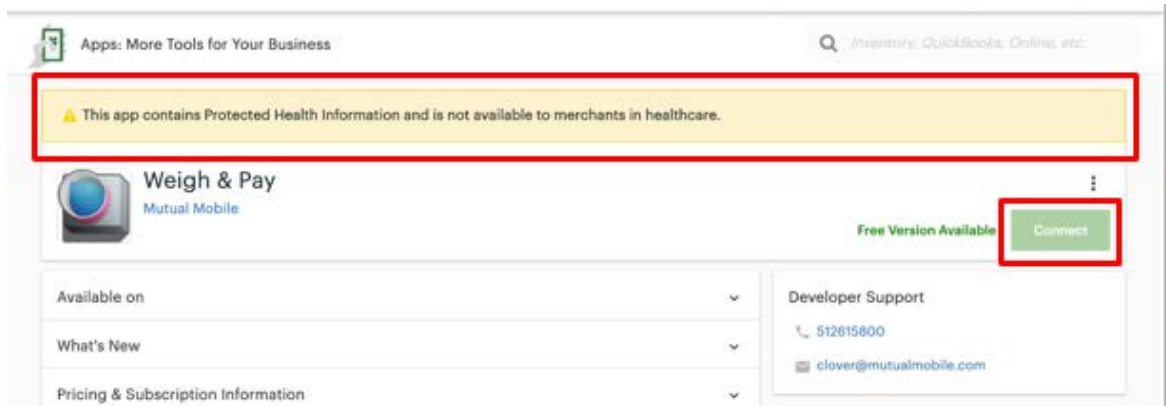 Apps: More Tools for Your Business
Inventory, QuickBooks, Online, etc.
This app contains Protected Health Information and is not available to merchants in healthcare.
Weigh & Pay
Mutual Mobile
Free Version Available
Connect
Available on
What's New
Pricing & Subscription Information
Developer Support
512615800
clover@mutualmobile.com